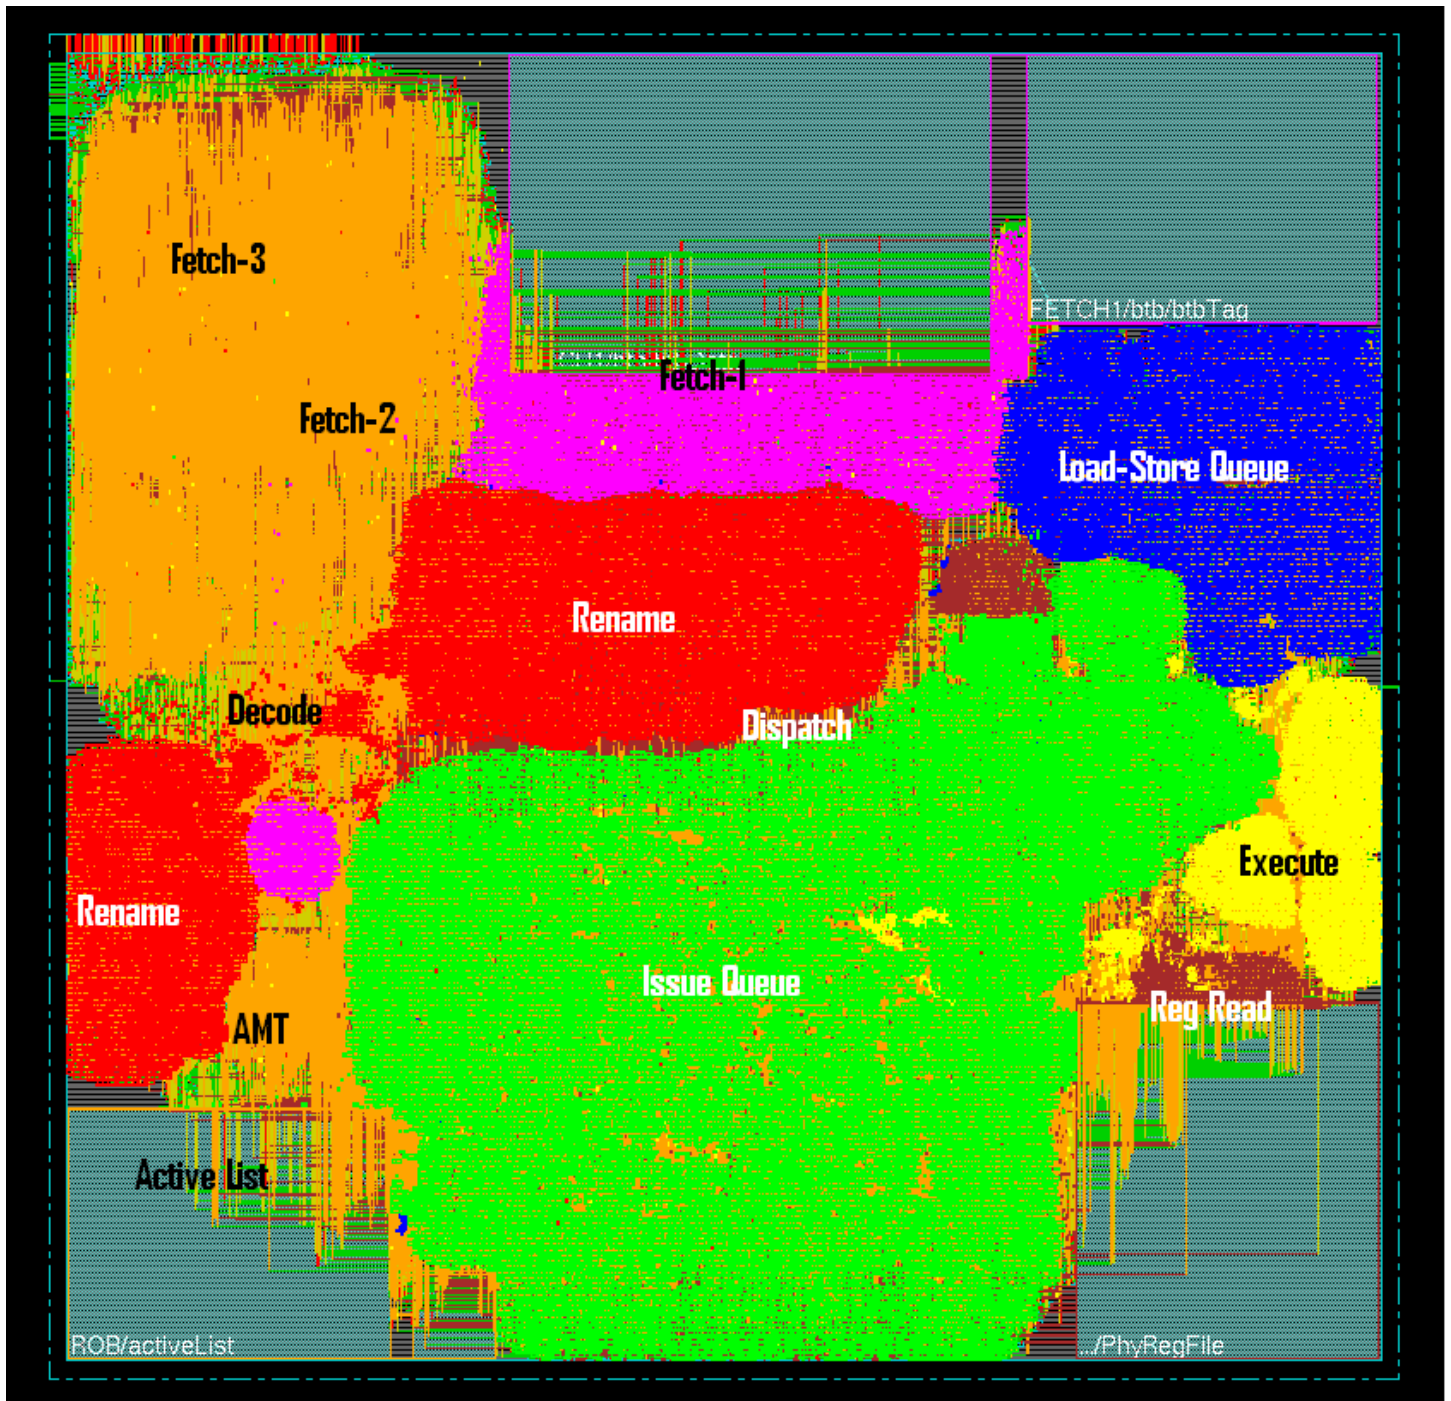 Fetch-3
FETCH1/btb/btbTag
Fetch-1
Fetch-2
Load-Store Queue
Rename
Decode
Dispatch
Execute
Rename
Issue Queue
Reg Read
AMT
Active List
ROB/activeList
.../PhyRegFile